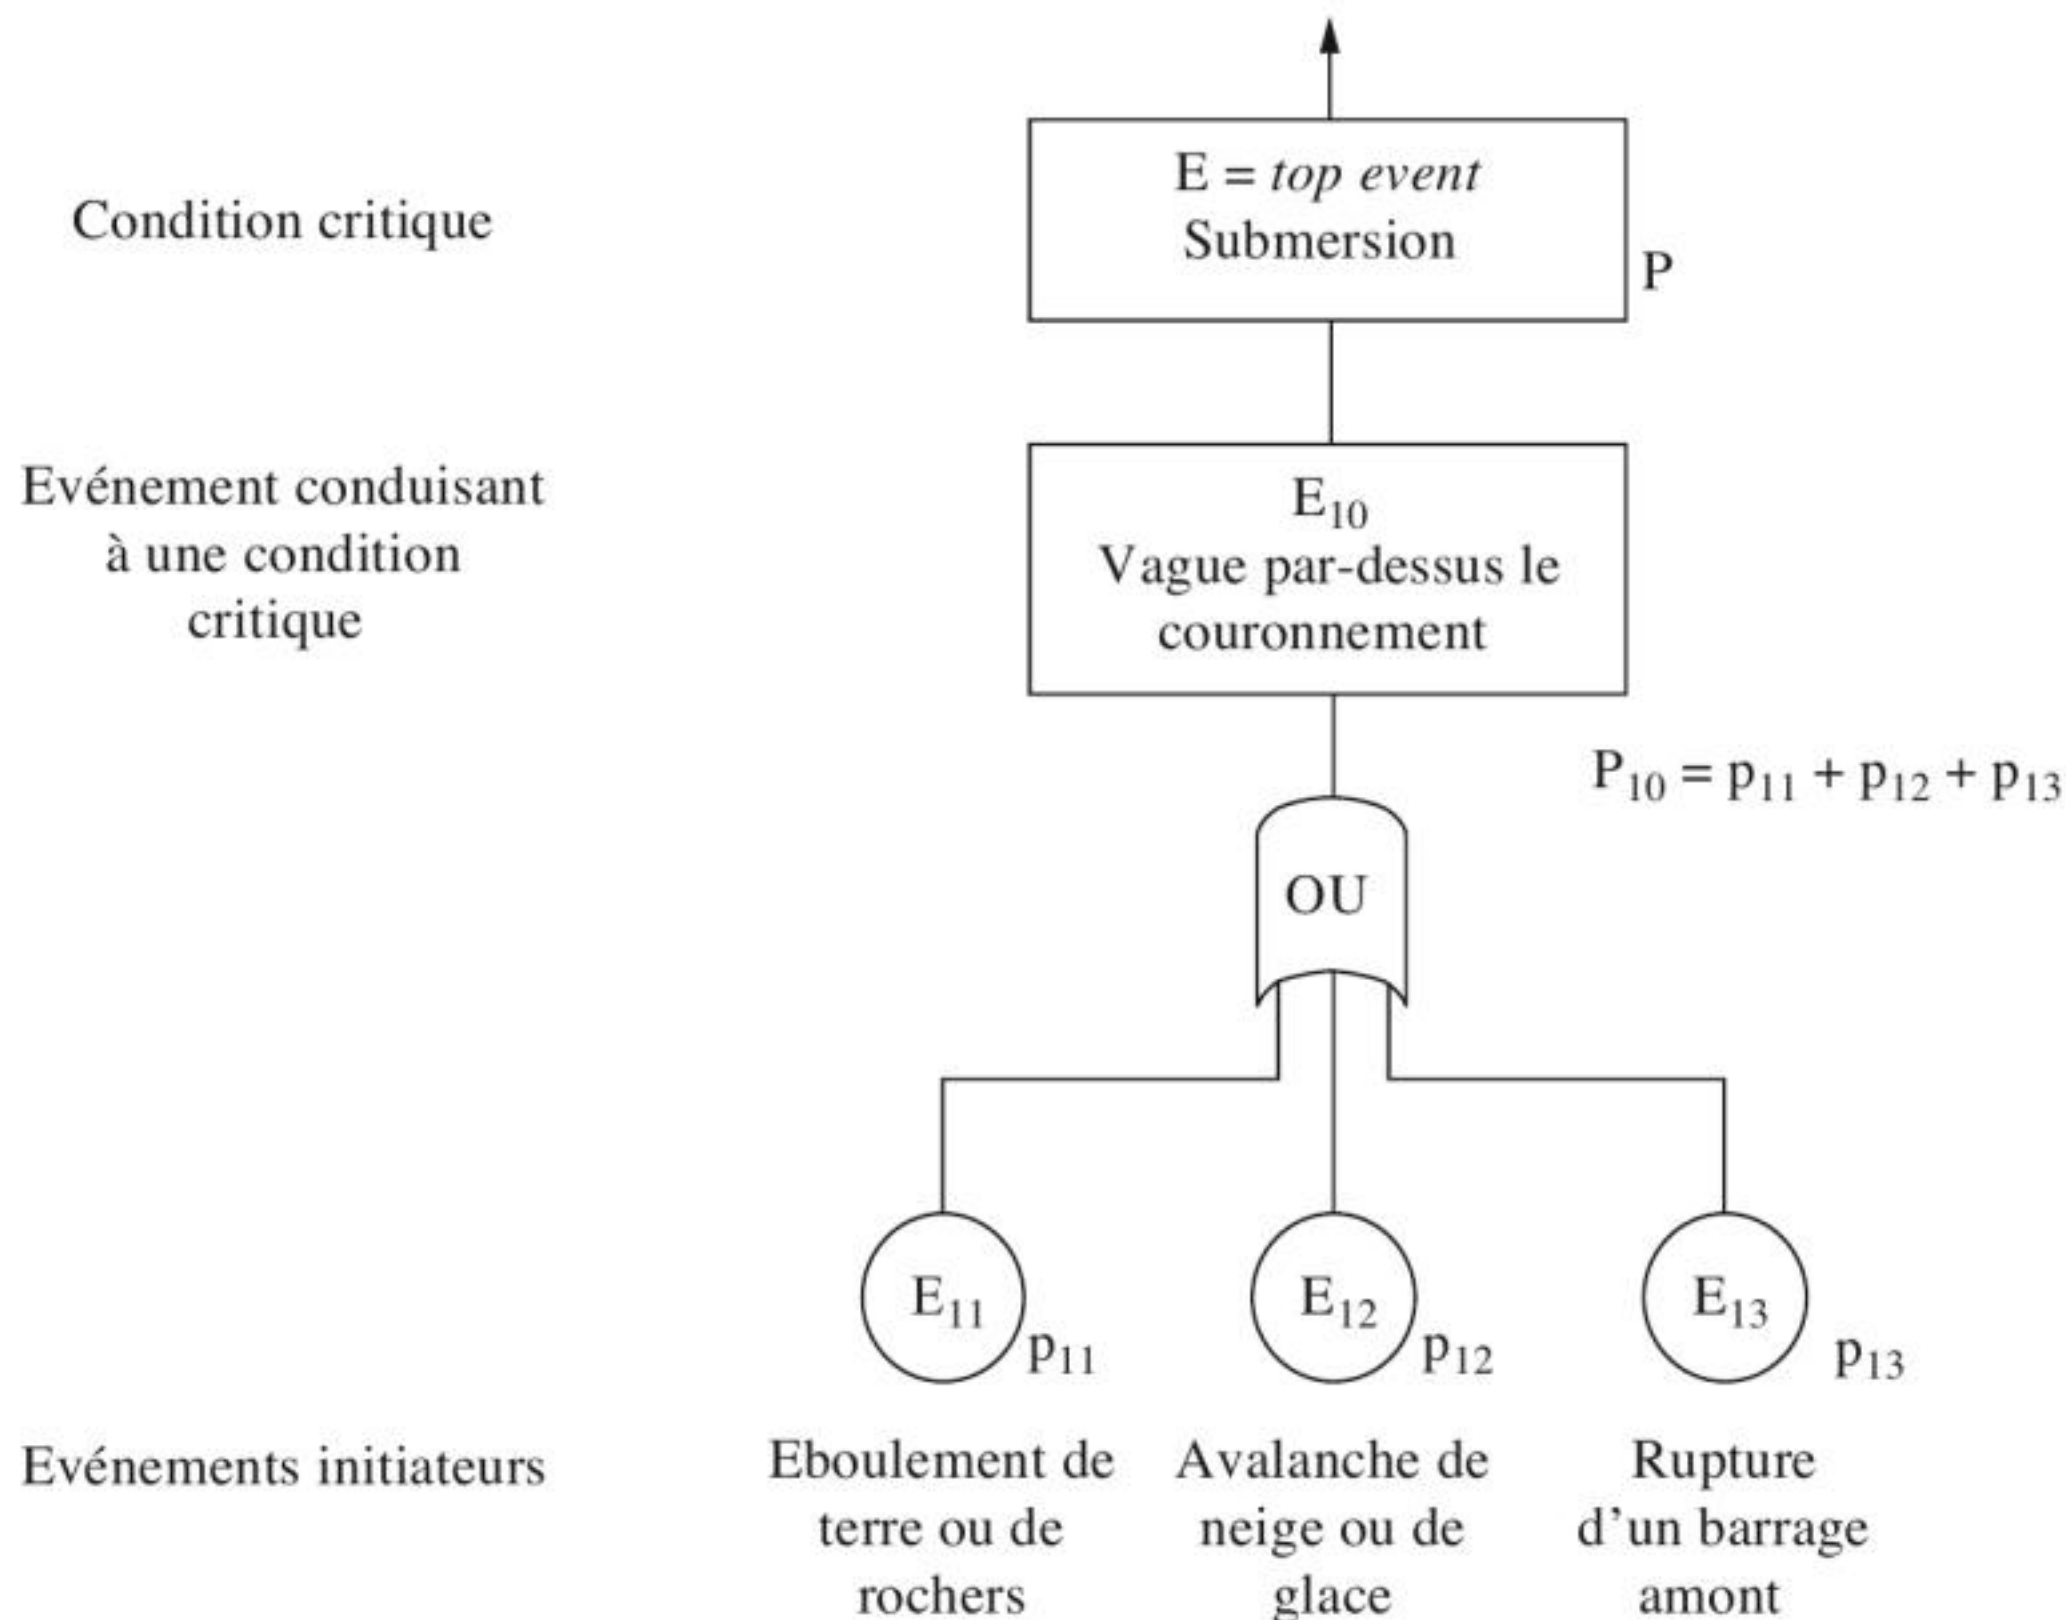 Condition critique
E = top event
Submersion
P
Evénement conduisant
à une condition
critique
E₁₀
Vague par-dessus le
couronnement
P₁₀ = p₁₁ + p₁₂ + p₁₃
OU
E₁₁
p₁₁
E₁₂
p₁₂
E₁₃
p₁₃
Evénements initiateurs
Eboulement de
terre ou de
rochers
Avalanche de
neige ou de
glace
Rupture
d’un barrage
amont